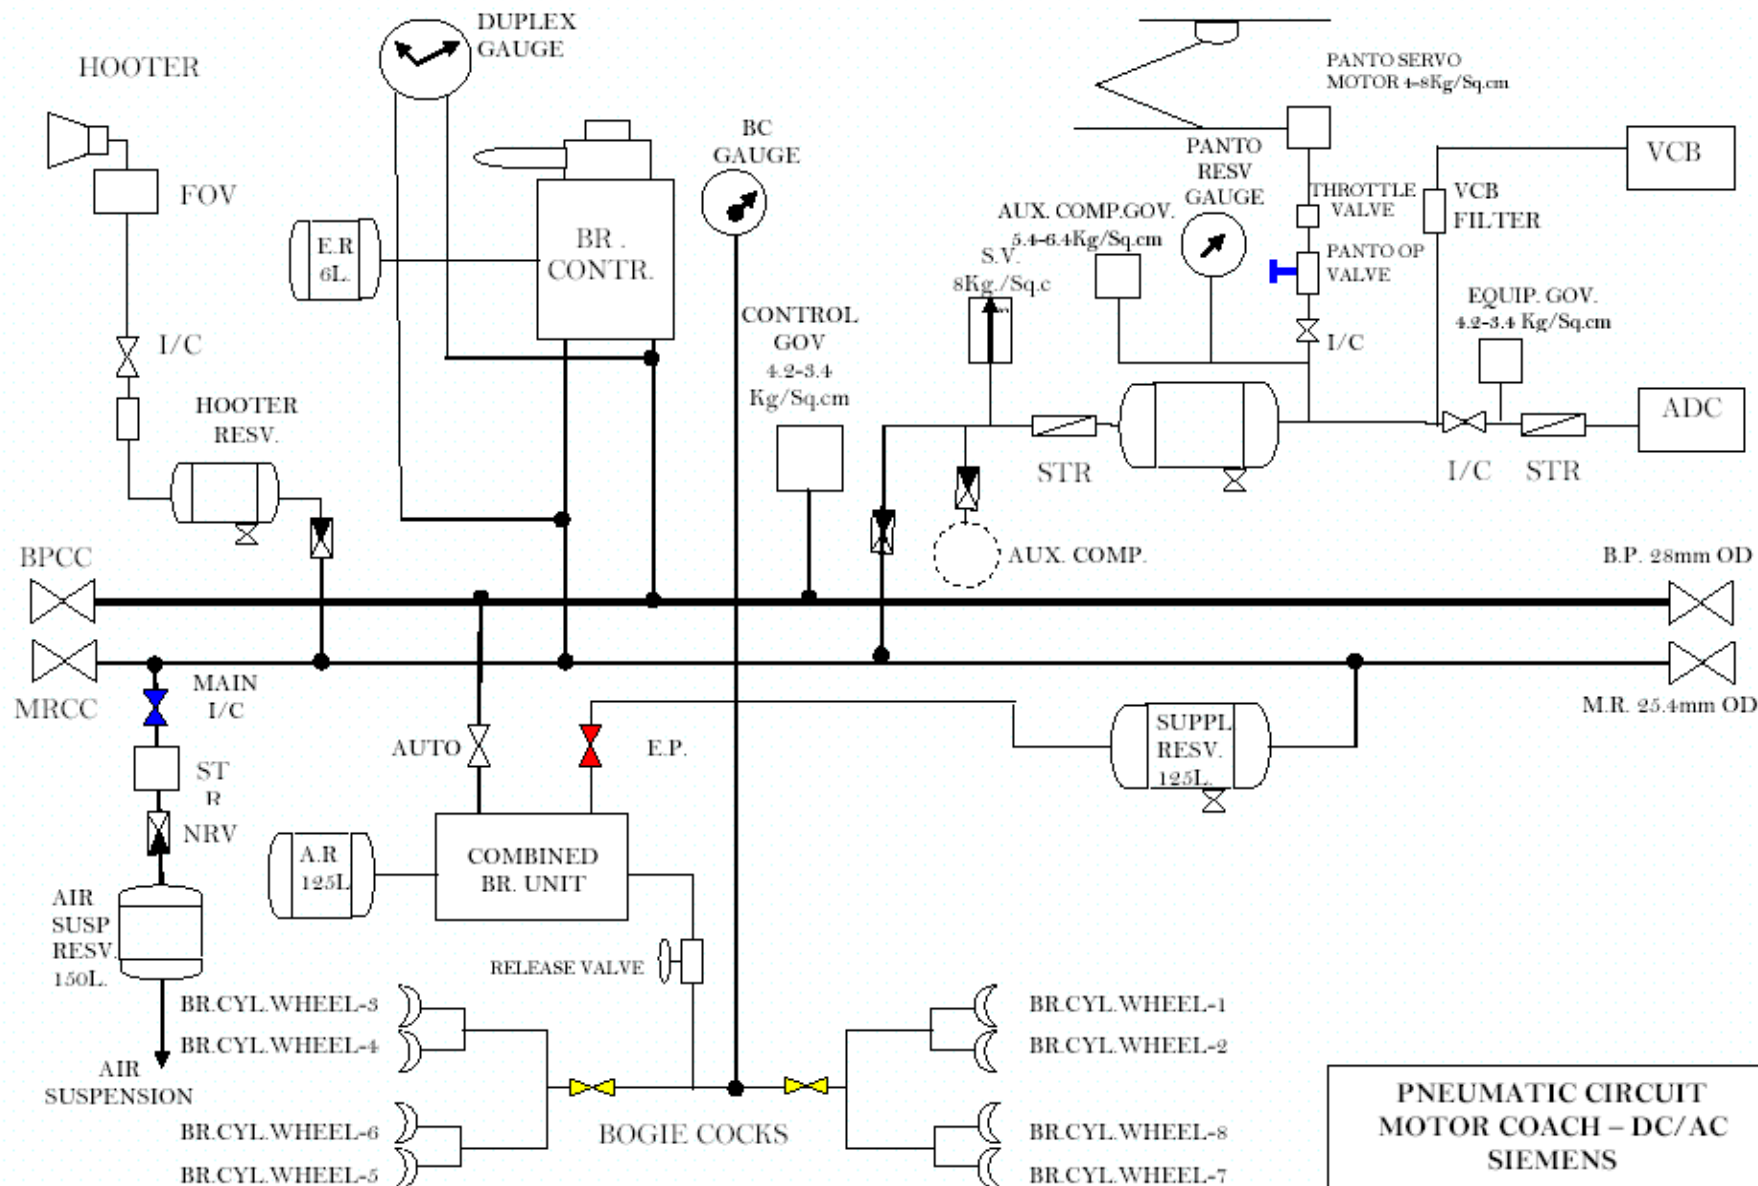 DUPLEX
GAUGE
HOOTER
PANTO SERVO
MOTOR 4-8Kg/Sq.cm
BC
GAUGE
PANTO
RESV
GAUGE
VCB
FOV
THROTTLE
VALVE
VCB
FILTER
E.R
6L.
BR .
CONTR.
AUX. COMP.GOV.
5.4-6.4Kg/Sq.cm
S.V.
8Kg./Sq.c
PANTO OP
VALVE
EQUIP. GOV.
4.2-3.4 Kg/Sq.cm
CONTROL
GOV
4.2-3.4
Kg/Sq.cm
I/C
I/C
HOOTER
RESV.
ADC
STR
I/C
STR
BPCC
AUX. COMP.
B.P. 28mm OD
MRCC
MAIN
I/C
M.R. 25.4mm OD
AUTO
E.P.
SUPPL
RESV.
125L.
ST
R
NRV
A.R
125L
COMBINED
BR. UNIT
AIR
SUSP
RESV.
150L.
RELEASE VALVE
BR.CYL.WHEEL-3
BR.CYL.WHEEL-1
BR.CYL.WHEEL-4
BR.CYL.WHEEL-2
AIR
SUSPENSION
BR.CYL.WHEEL-6
BOGIE COCKS
BR.CYL.WHEEL-8
BR.CYL.WHEEL-5
BR.CYL.WHEEL-7
PNEUMATIC CIRCUIT
MOTOR COACH – DC/AC
SIEMENS